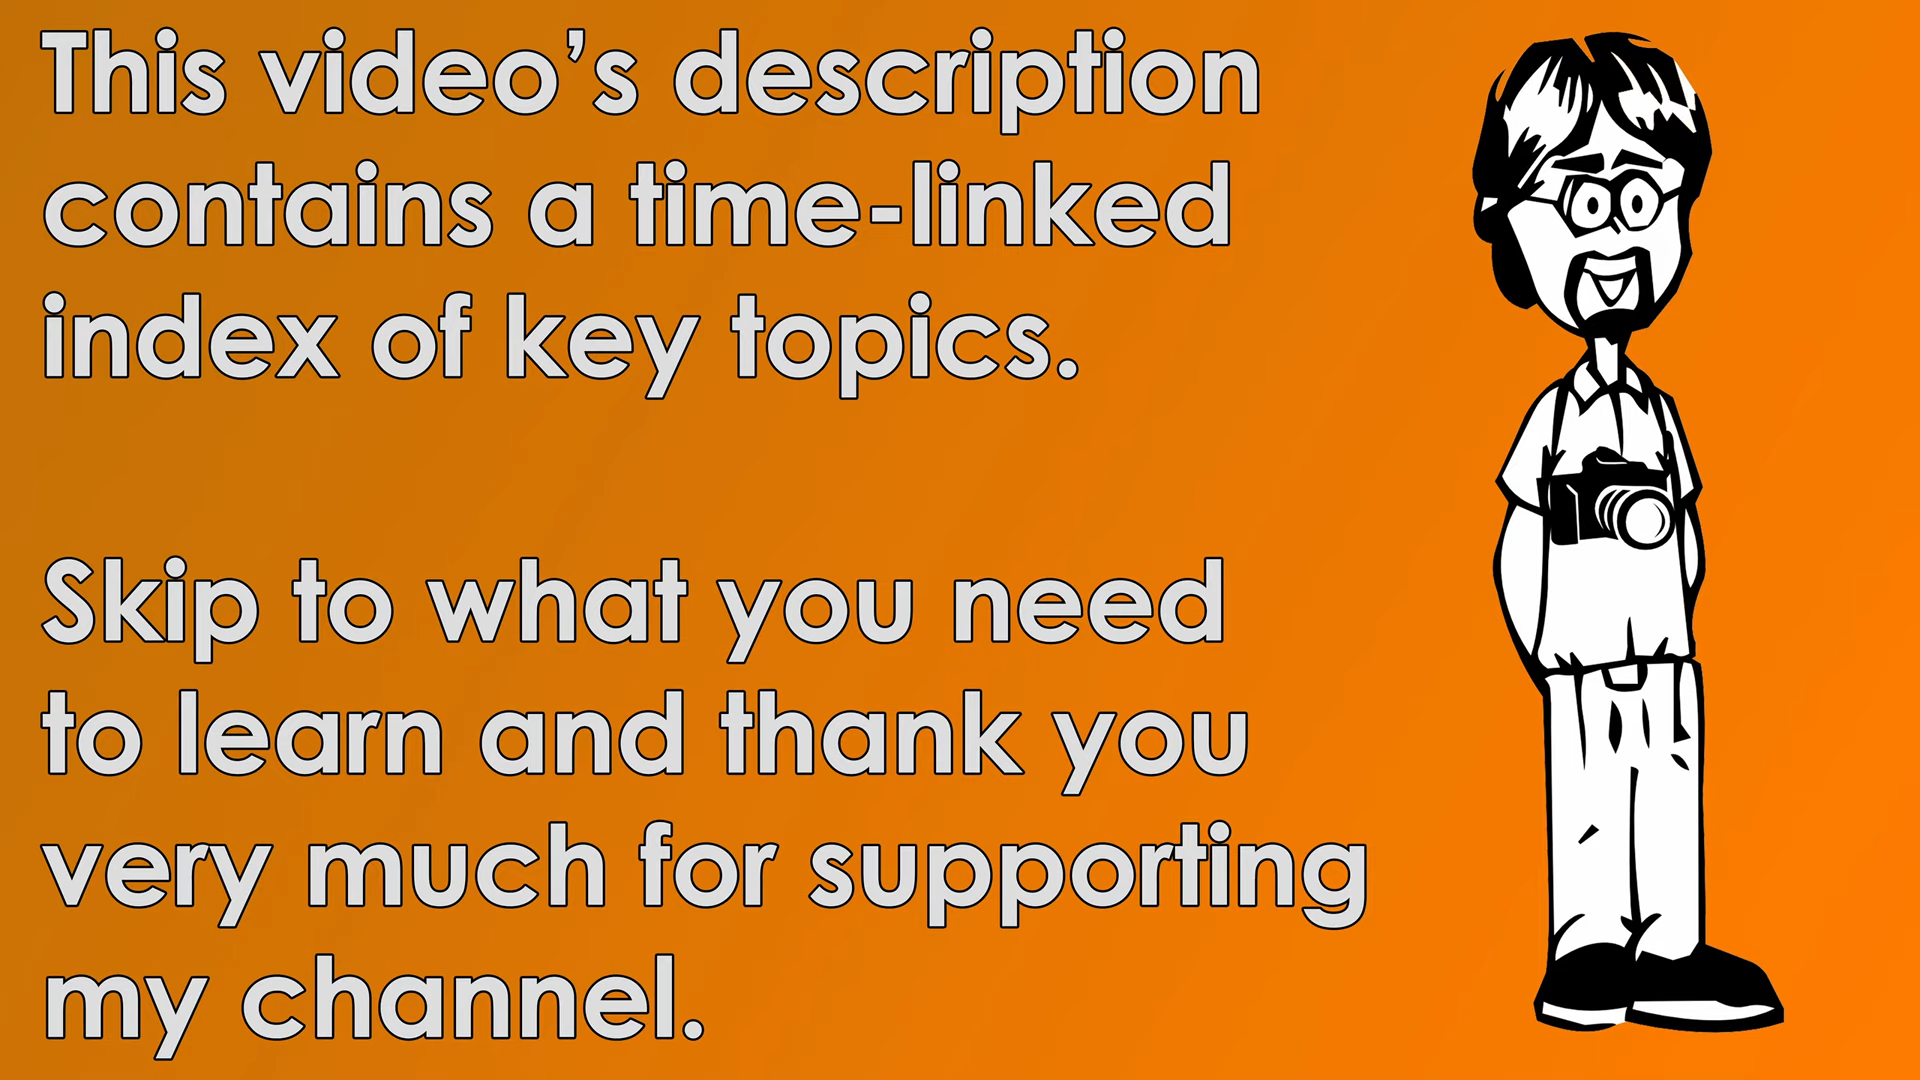 This video’s description
contains a time-linked
index of key topics.
Skip to what you need
to learn and thank you
very much for supporting
my channel.